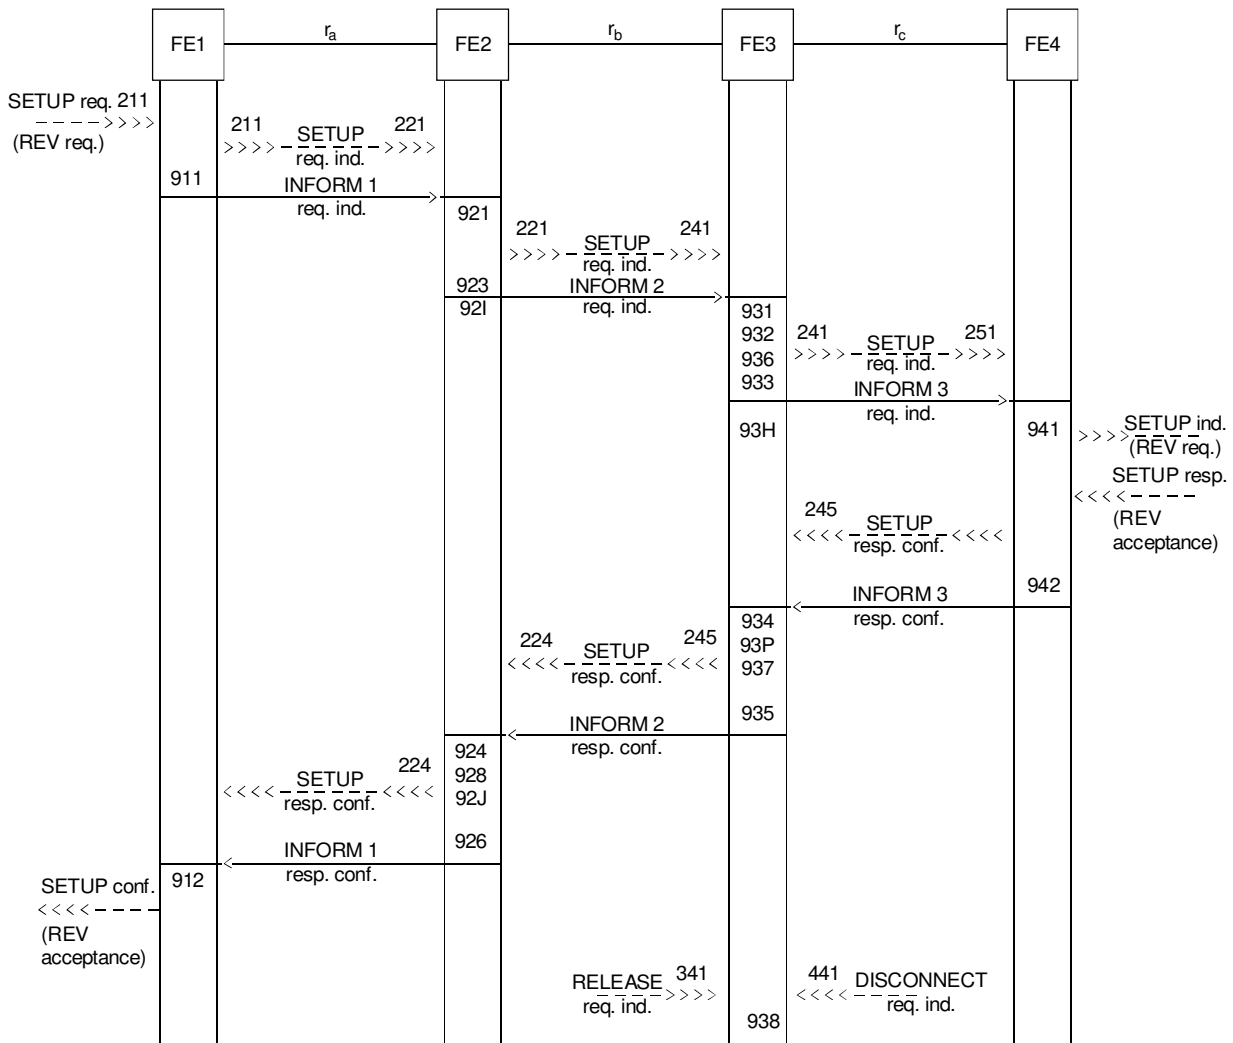 FE1 ra FE2 rb FE3 rc FE4
SETUP req. 211
(REV req.)
211 SETUP 221
req. ind.
911 INFORM 1
req. ind.
921
221 SETUP 241
req. ind.
923 INFORM 2
92I req. ind.
931
932
936
933
241 SETUP 251
req. ind.
INFORM 3
req. ind.
93H
941
SETUP ind.
(REV req.)
SETUP resp.
(REV
acceptance)
245 SETUP
resp. conf.
942
INFORM 3
resp. conf.
934
93P
937
224 SETUP 245
resp. conf.
935
INFORM 2
resp. conf.
924
928
92J
SETUP 224
resp. conf.
926
INFORM 1
resp. conf.
912
SETUP conf.
(REV
acceptance)
RELEASE 341
req. ind.
441 DISCONNECT
req. ind.
938